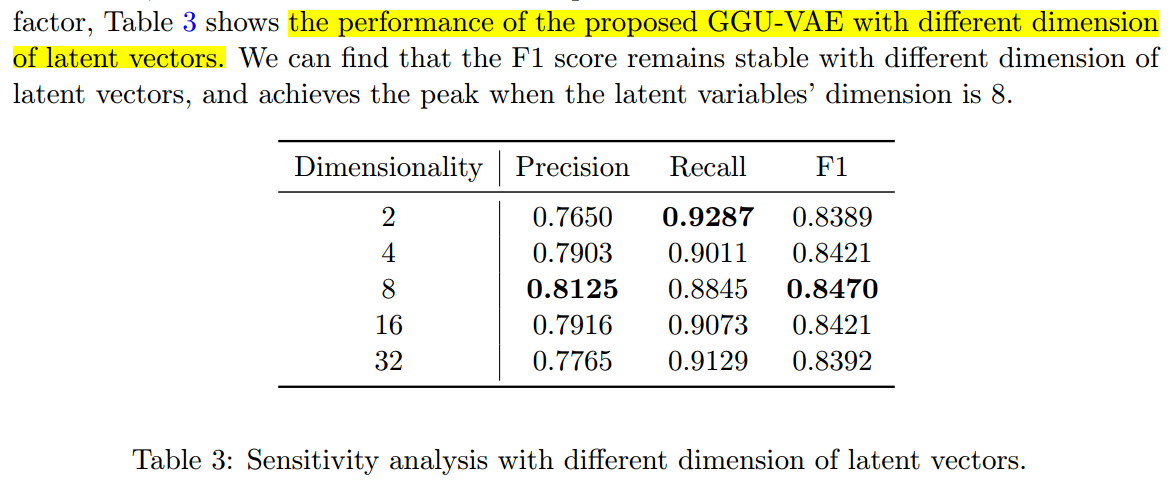 factor, Table 3 shows the performance of the proposed GGU-VAE with different dimension
of latent vectors. We can find that the F1 score remains stable with different dimension of
latent vectors, and achieves the peak when the latent variables' dimension is 8.
Dimensionality Precision Recall F1
2 0.7650 0.9287 0.8389
4 0.7903 0.9011 0.8421
8 0.8125 0.8845 0.8470
16 0.7916 0.9073 0.8421
32 0.7765 0.9129 0.8392
Table 3: Sensitivity analysis with different dimension of latent vectors.